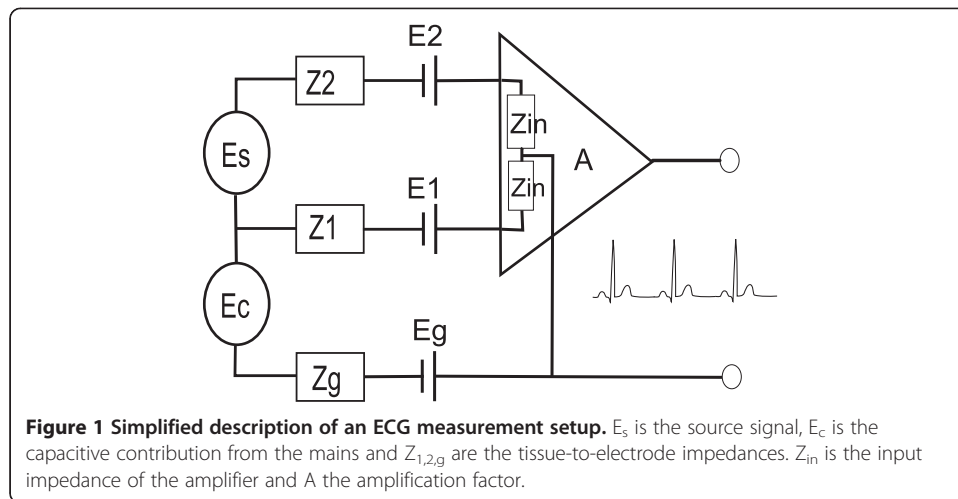 E2
Z2
Zin
Es
A
Zin
E1
Z1
Ec
Eg
Zg
Figure 1 Simplified description of an ECG measurement setup. Es is the source signal, Ec is the
capacitive contribution from the mains and Z1,2,g are the tissue-to-electrode impedances. Zin is the input
impedance of the amplifier and A the amplification factor.